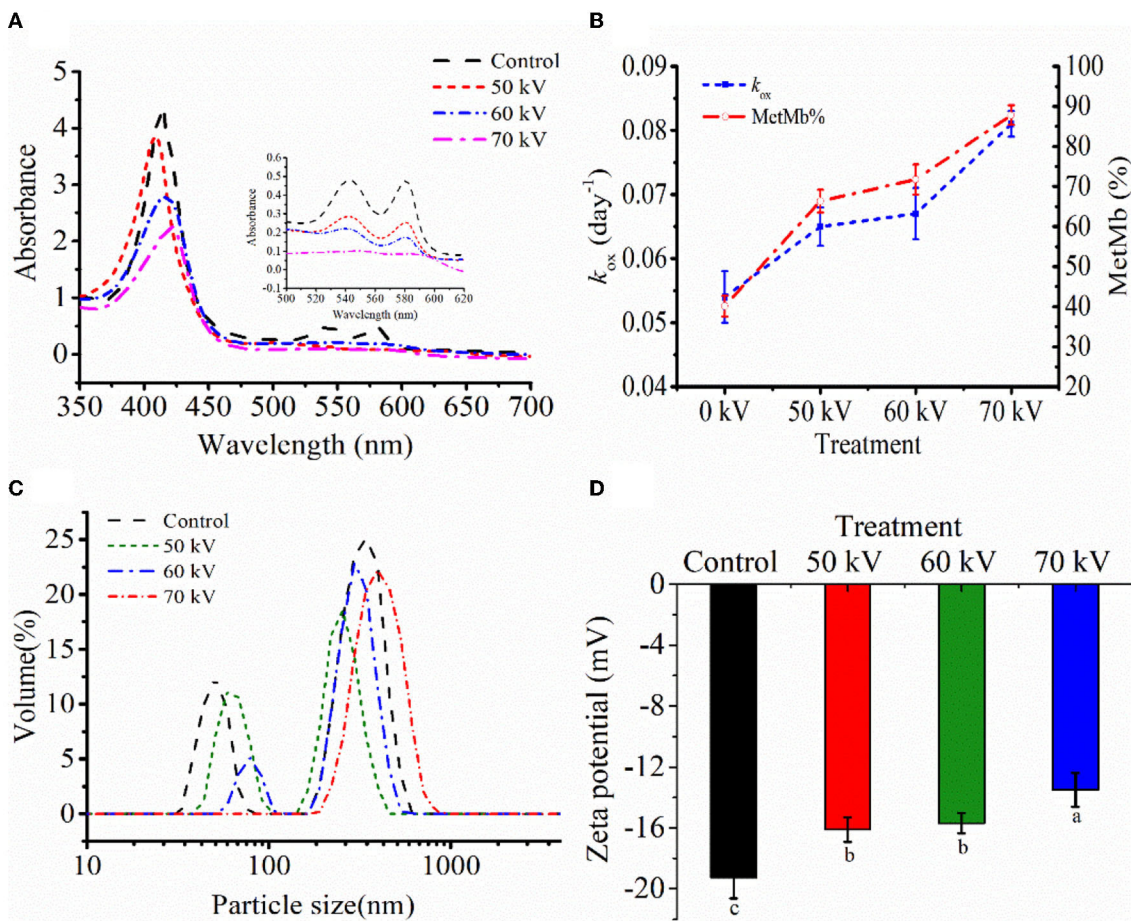 A
Control
50 kV
60 kV
70 kV
5
4
3
2
1
0
Absorbance
350 400 450 500 550 600 650 700
Wavelength (nm)
0.6
0.5
0.4
0.3
0.2
0.1
0.0
-0.1
Absorbance
500 520 540 560 580 600 620
Wavelength (nm)
B
kox
MetMb%
0.09
0.08
0.07
0.06
0.05
0.04
kox (day-1)
100
90
80
70
60
50
40
30
20
MetMb (%)
0 kV 50 kV 60 kV 70 kV
Treatment
C
Control
50 kV
60 kV
70 kV
25
20
15
10
5
0
Volume(%)
10 100 1000
Particle size(nm)
D
Treatment
Control 50 kV 60 kV 70 kV
0
-4
-8
-12
-16
-20
Zeta potential (mV)
c
b
b
a